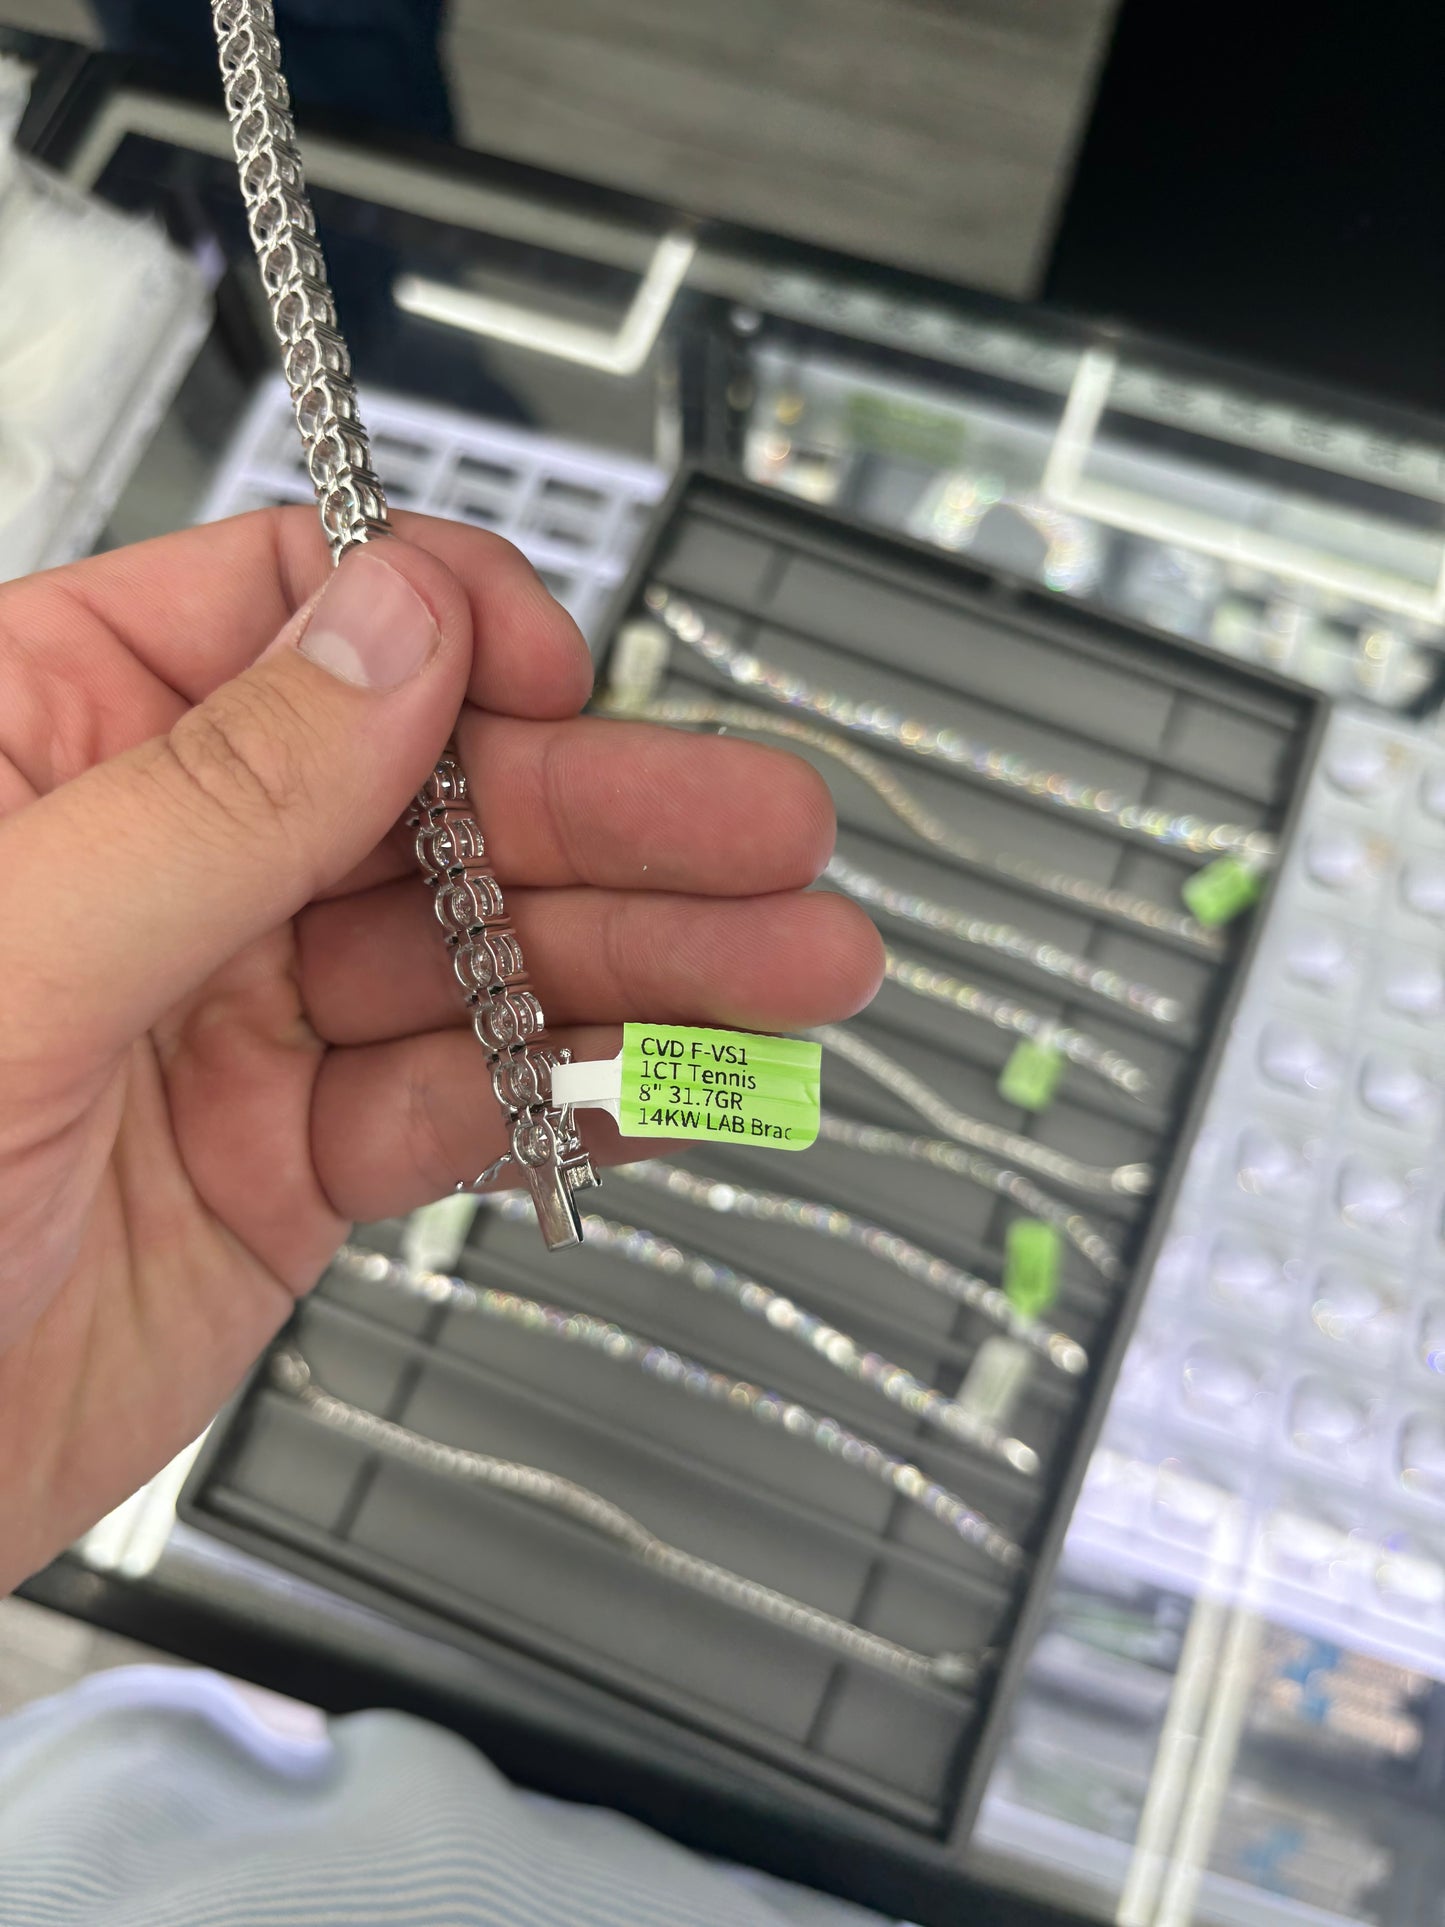 CVD F-VS1
1CT Tennis
8" 31.7GR
14KW LAB Brac